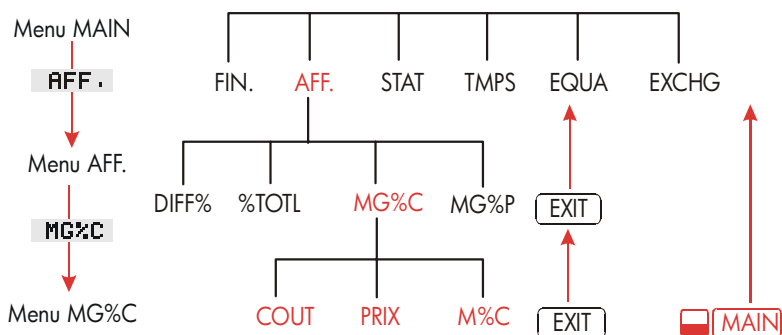 Menu MAIN
AFF.
Menu AFF.
MG%C
Menu MG%C
FIN. AFF. STAT TMPS EQUA EXCHG
DIFF% %TOTL MG%C MG%P EXIT
COUT PRIX M%C EXIT MAIN